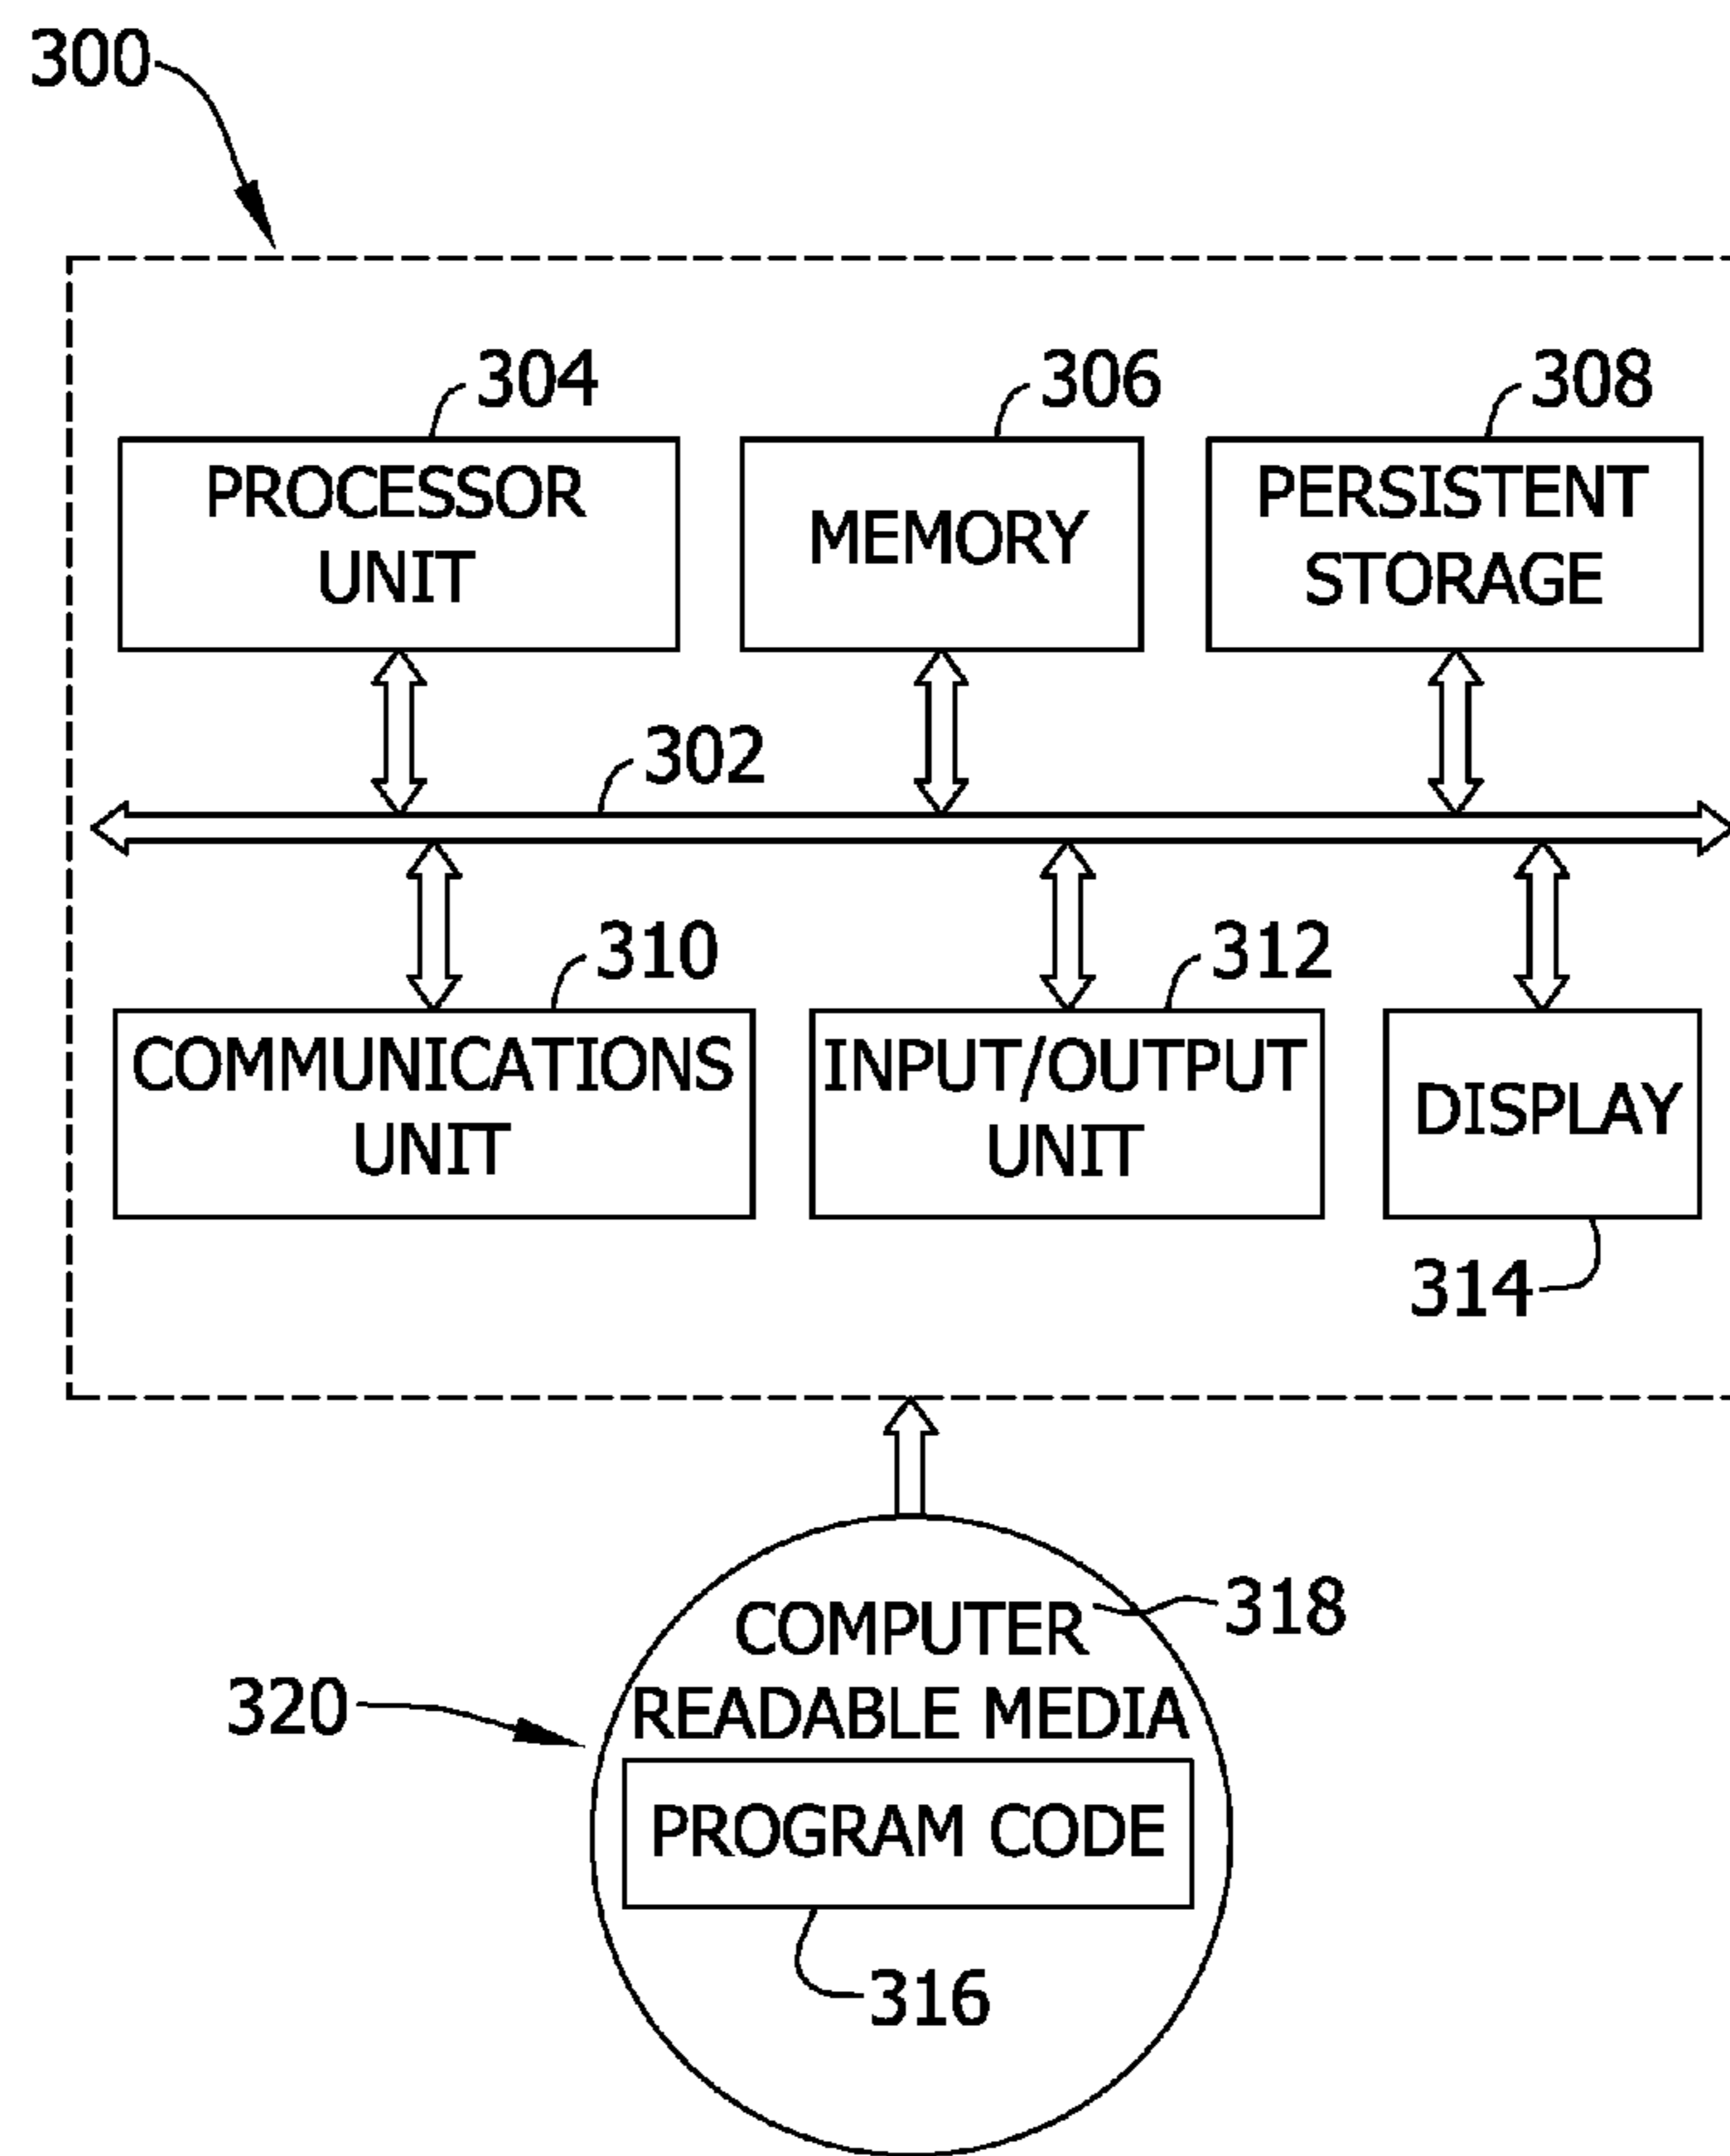 300
304
306
308
PROCESSOR
UNIT
MEMORY
PERSISTENT
STORAGE
302
310
312
COMMUNICATIONS
UNIT
INPUT/OUTPUT
UNIT
DISPLAY
314
318
COMPUTER
READABLE MEDIA
320
PROGRAM CODE
316